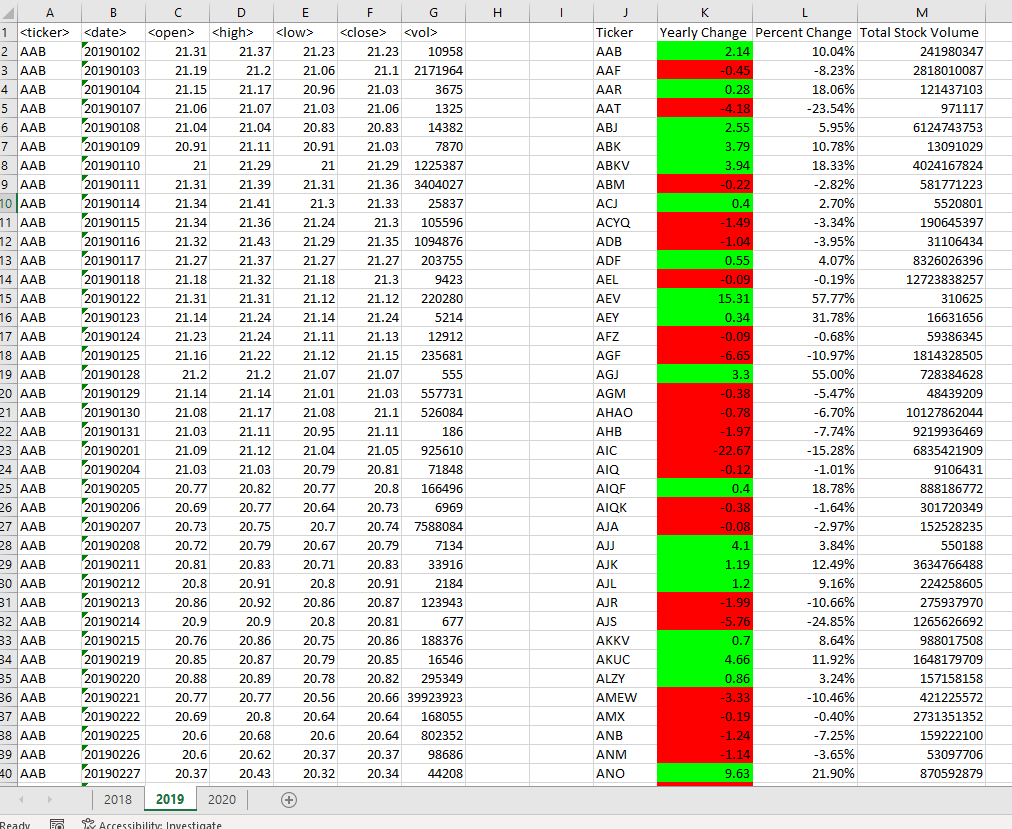 A B C D E F G H I J K L M
1 <ticker> <date> <open> <high> <low> <close> <vol> Ticker Yearly Change Percent Change Total Stock Volume
2 AAB 20190102 21.31 21.37 21.23 21.23 10958 AAB 2.14 10.04% 241980347
3 AAB 20190103 21.19 21.2 21.06 21.1 2171964 AAF -0.45 -8.23% 2818010087
4 AAB 20190104 21.15 21.17 20.96 21.03 3675 AAR 0.28 18.06% 121437103
5 AAB 20190107 21.06 21.07 21.03 21.06 1325 AAT -4.18 -23.54% 971117
6 AAB 20190108 21.04 21.04 20.83 20.83 14382 ABJ 2.55 5.95% 6124743753
7 AAB 20190109 20.91 21.11 20.91 21.03 7870 ABK 3.79 10.78% 13091029
8 AAB 20190110 21 21.29 21 21.29 1225387 ABKV 3.94 18.33% 4024167824
9 AAB 20190111 21.31 21.39 21.31 21.36 3404027 ABM -0.22 -2.82% 581771223
10 AAB 20190114 21.34 21.41 21.3 21.33 25837 ACJ 0.4 2.70% 5520801
11 AAB 20190115 21.34 21.36 21.24 21.3 105596 ACYQ -1.49 -3.34% 190645397
12 AAB 20190116 21.32 21.43 21.29 21.35 1094876 ADB -1.04 -3.95% 31106434
13 AAB 20190117 21.27 21.37 21.27 21.27 203755 ADF 0.55 4.07% 8326026396
14 AAB 20190118 21.18 21.32 21.18 21.3 9423 AEL -0.09 -0.19% 12723838257
15 AAB 20190122 21.31 21.31 21.12 21.12 220280 AEV 15.31 57.77% 310625
16 AAB 20190123 21.14 21.24 21.14 21.24 5214 AEY 0.34 31.78% 16631656
17 AAB 20190124 21.23 21.24 21.11 21.13 12912 AFZ -0.09 -0.68% 59386345
18 AAB 20190125 21.16 21.22 21.12 21.15 235681 AGF -6.65 -10.97% 1814328505
19 AAB 20190128 21.2 21.2 21.07 21.07 555 AGJ 3.3 55.00% 728384628
20 AAB 20190129 21.14 21.14 21.01 21.03 557731 AGM -0.38 -5.47% 48439209
21 AAB 20190130 21.08 21.17 21.08 21.1 526084 AHAO -0.78 -6.70% 10127862044
22 AAB 20190131 21.03 21.11 20.95 21.11 186 AHB -1.97 -7.74% 9219936469
23 AAB 20190201 21.09 21.12 21.04 21.05 925610 AIC -22.67 -15.28% 6835421909
24 AAB 20190204 21.03 21.03 20.79 20.81 71848 AIQ -0.12 -1.01% 9106431
25 AAB 20190205 20.77 20.82 20.77 20.8 166496 AIQF 0.4 18.78% 888186772
26 AAB 20190206 20.69 20.77 20.64 20.73 6969 AIQK -0.38 -1.64% 301720349
27 AAB 20190207 20.73 20.75 20.7 20.74 7588084 AJA -0.08 -2.97% 152528235
28 AAB 20190208 20.72 20.79 20.67 20.79 7134 AJJ 4.1 3.84% 550188
29 AAB 20190211 20.81 20.83 20.71 20.83 33916 AJK 1.19 12.49% 3634766488
30 AAB 20190212 20.8 20.91 20.8 20.91 2184 AJL 1.2 9.16% 224258605
31 AAB 20190213 20.86 20.92 20.86 20.87 123943 AJR -1.99 -10.66% 275937970
32 AAB 20190214 20.9 20.9 20.8 20.81 677 AJS -5.76 -24.85% 1265626692
33 AAB 20190215 20.76 20.86 20.75 20.86 188376 AKKV 0.7 8.64% 988017508
34 AAB 20190219 20.85 20.87 20.79 20.85 16546 AKUC 4.66 11.92% 1648179709
35 AAB 20190220 20.88 20.89 20.78 20.82 295349 ALZY 0.86 3.24% 157158158
36 AAB 20190221 20.77 20.77 20.56 20.66 39923923 AMEW -3.33 -10.46% 421225572
37 AAB 20190222 20.69 20.8 20.64 20.64 168055 AMX -0.19 -0.40% 2731351352
38 AAB 20190225 20.6 20.68 20.6 20.64 802352 ANB -1.24 -7.25% 159222100
39 AAB 20190226 20.6 20.62 20.37 20.37 98686 ANM -1.14 -3.65% 53097706
40 AAB 20190227 20.37 20.43 20.32 20.34 44208 ANO 9.63 21.90% 870592879
2018 2019 2020
Ready Accessibility: Investigate